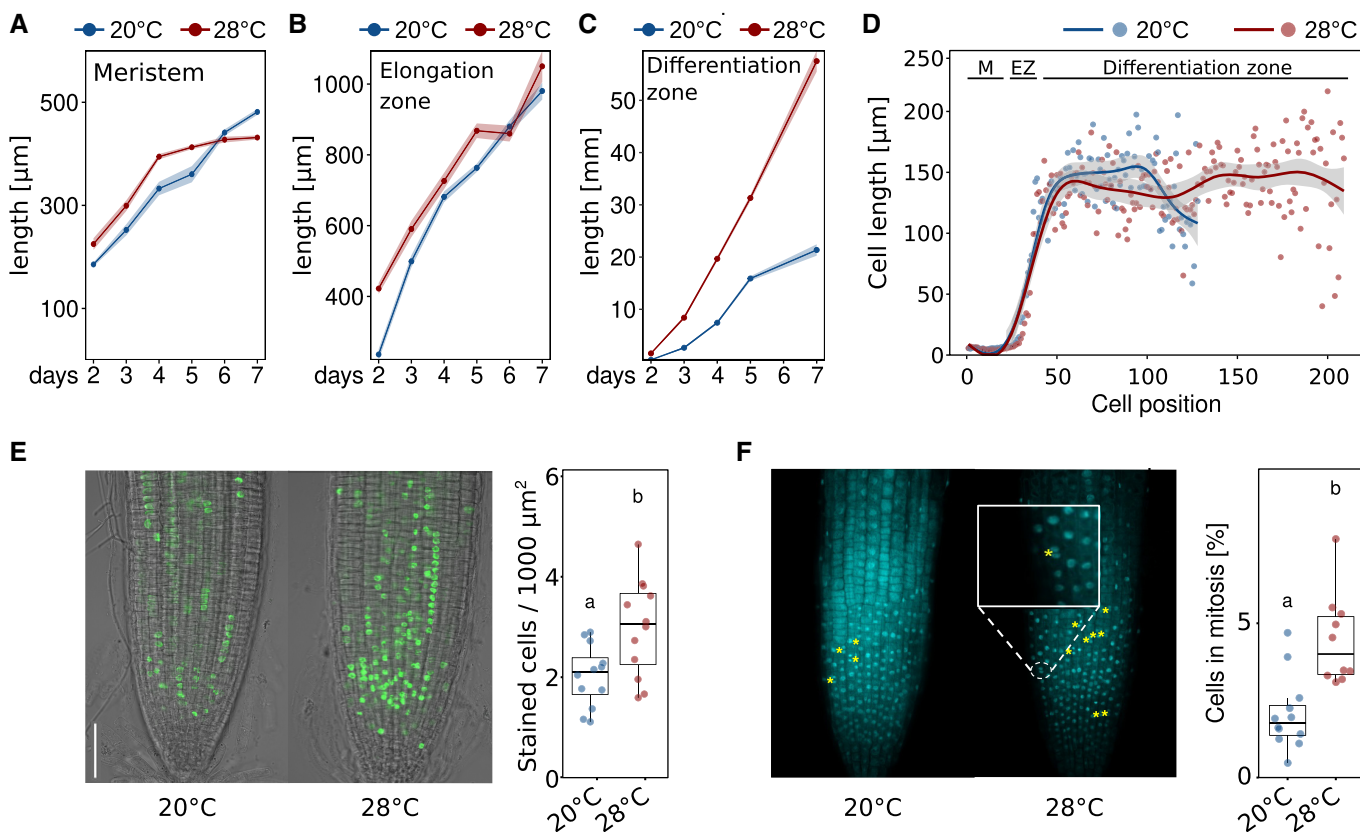 A
20°C 28°C
Meristem
length [µm]
500
300
100
days 2 3 4 5 6 7
B
20°C 28°C
Elongation
zone
length [µm]
1000
800
600
400
days 2 3 4 5 6 7
C
20°C 28°C
Differentiation
zone
length [mm]
50
40
30
20
10
days 2 3 4 5 6 7
D
20°C 28°C
M EZ Differentiation zone
Cell length [µm]
250
200
150
100
50
0
0 50 100 150 200
Cell position
E
20°C 28°C
Stained cells / 1000 µm²
6
4
2
0
a
b
20°C 28°C
F
20°C 28°C
Cells in mitosis [%]
5
0
a
b
20°C 28°C